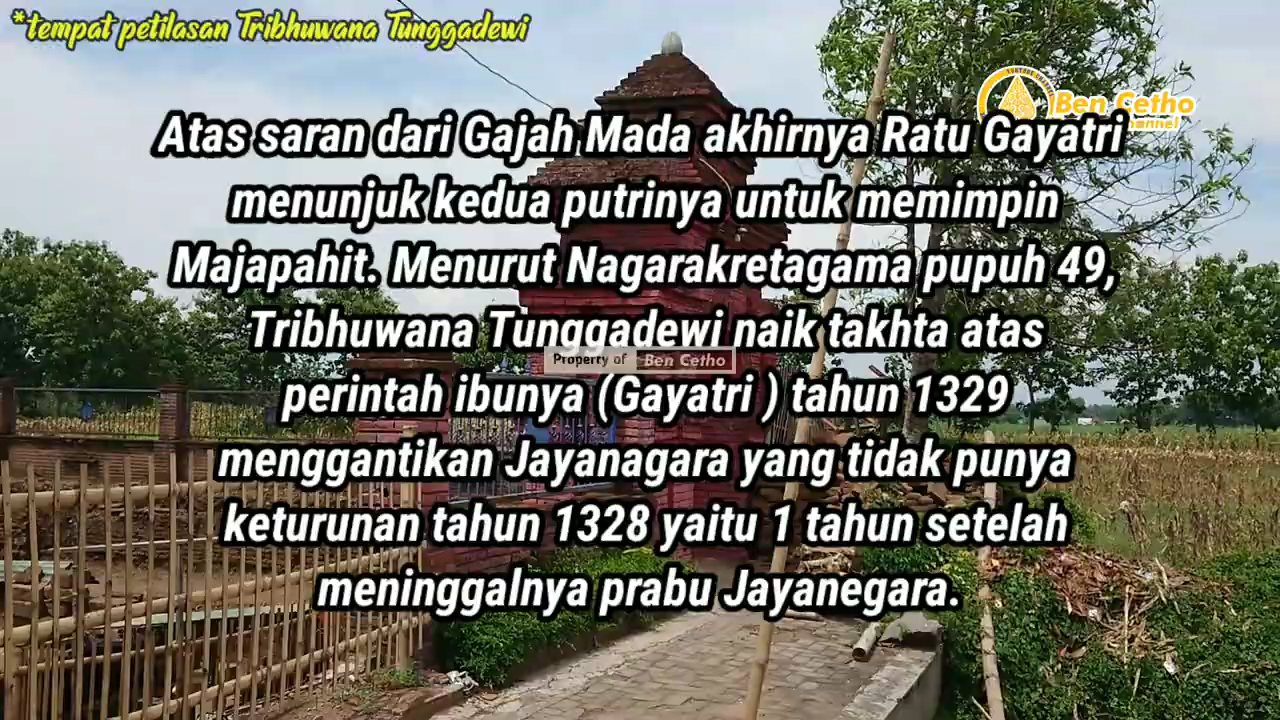 *tempat petilasan Tribhuwana Tunggadewi
Ben Cetho
Channel
Atas saran dari Gajah Mada akhirnya Ratu Gayatri
menunjuk kedua putrinya untuk memimpin
Majapahit. Menurut Nagarakretagama pupuh 49,
Tribhuwana Tunggadewi naik takhta atas
Property of Ben Cetho
perintah ibunya (Gayatri ) tahun 1329
menggantikan Jayanagara yang tidak punya
keturunan tahun 1328 yaitu 1 tahun setelah
meninggalnya prabu Jayanegara.